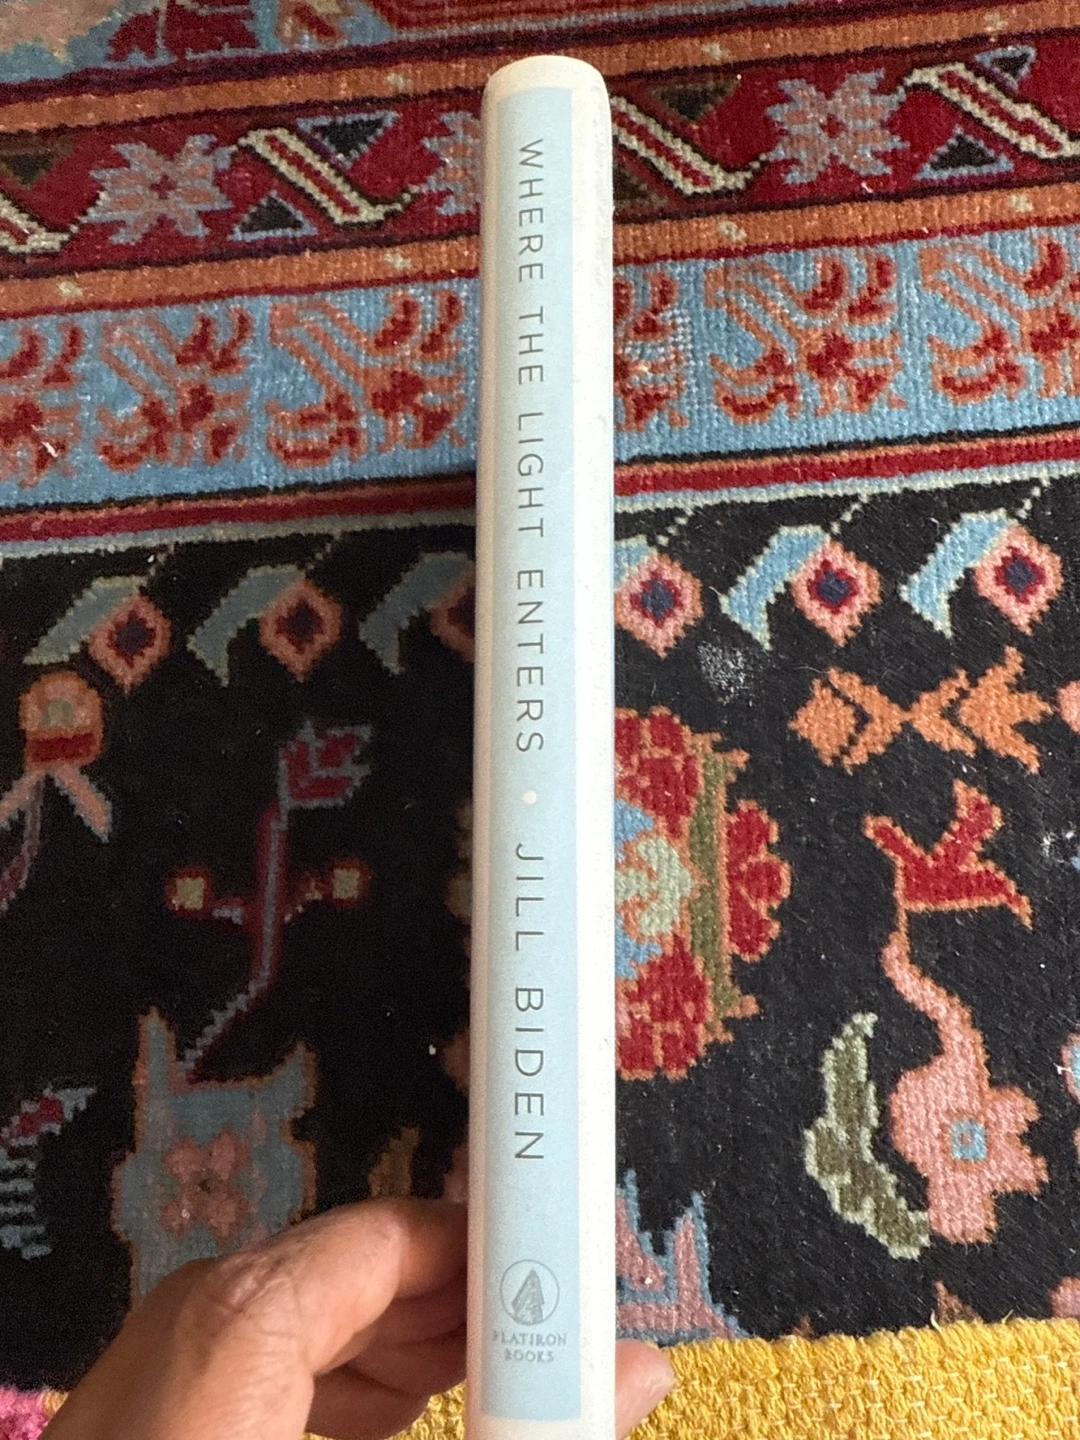 WHERE THE LIGHT ENTERS • JILL BIDEN
FLATIRON
BOOKS